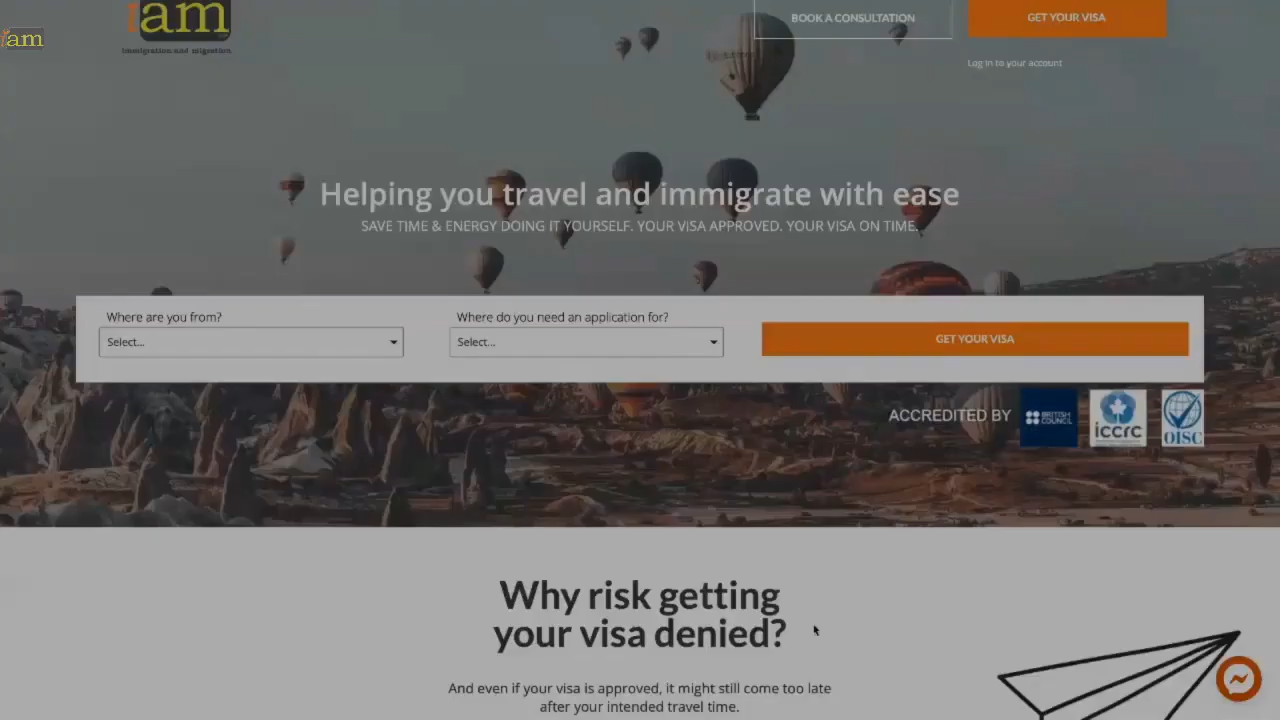 iam
iam
immigration and migration
BOOK A CONSULTATION
GET YOUR VISA
Log in to your account
Helping you travel and immigrate with ease
SAVE TIME & ENERGY DOING IT YOURSELF. YOUR VISA APPROVED. YOUR VISA ON TIME.
Where are you from?
Where do you need an application for?
Select...
Select...
GET YOUR VISA
ACCREDITED BY
BRITISH
COUNCIL
iccrc
OISC
Why risk getting
your visa denied?
And even if your visa is approved, it might still come too late
after your intended travel time.